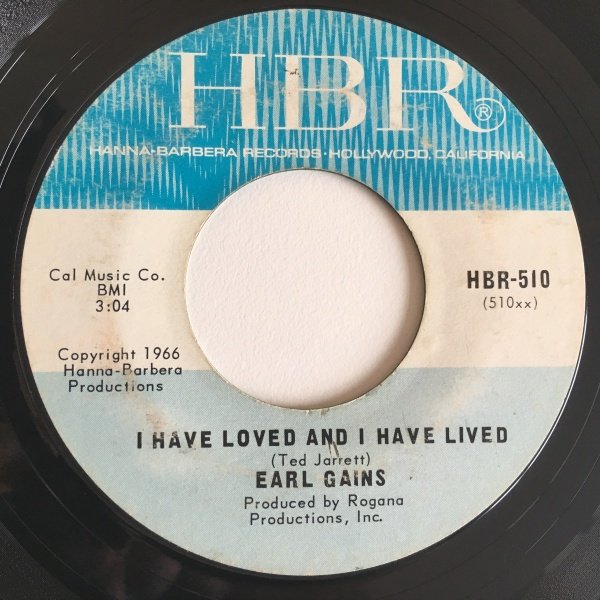 HBR®
HANNA-BARBERA RECORDS · HOLLYWOOD, CALIFORNIA
Cal Music Co.
BMI
3:04
HBR-510
(510xx)
Copyright 1966
Hanna-Barbera
Productions
I HAVE LOVED AND I HAVE LIVED
(Ted Jarrett)
EARL GAINS
Produced by Rogana
Productions, Inc.